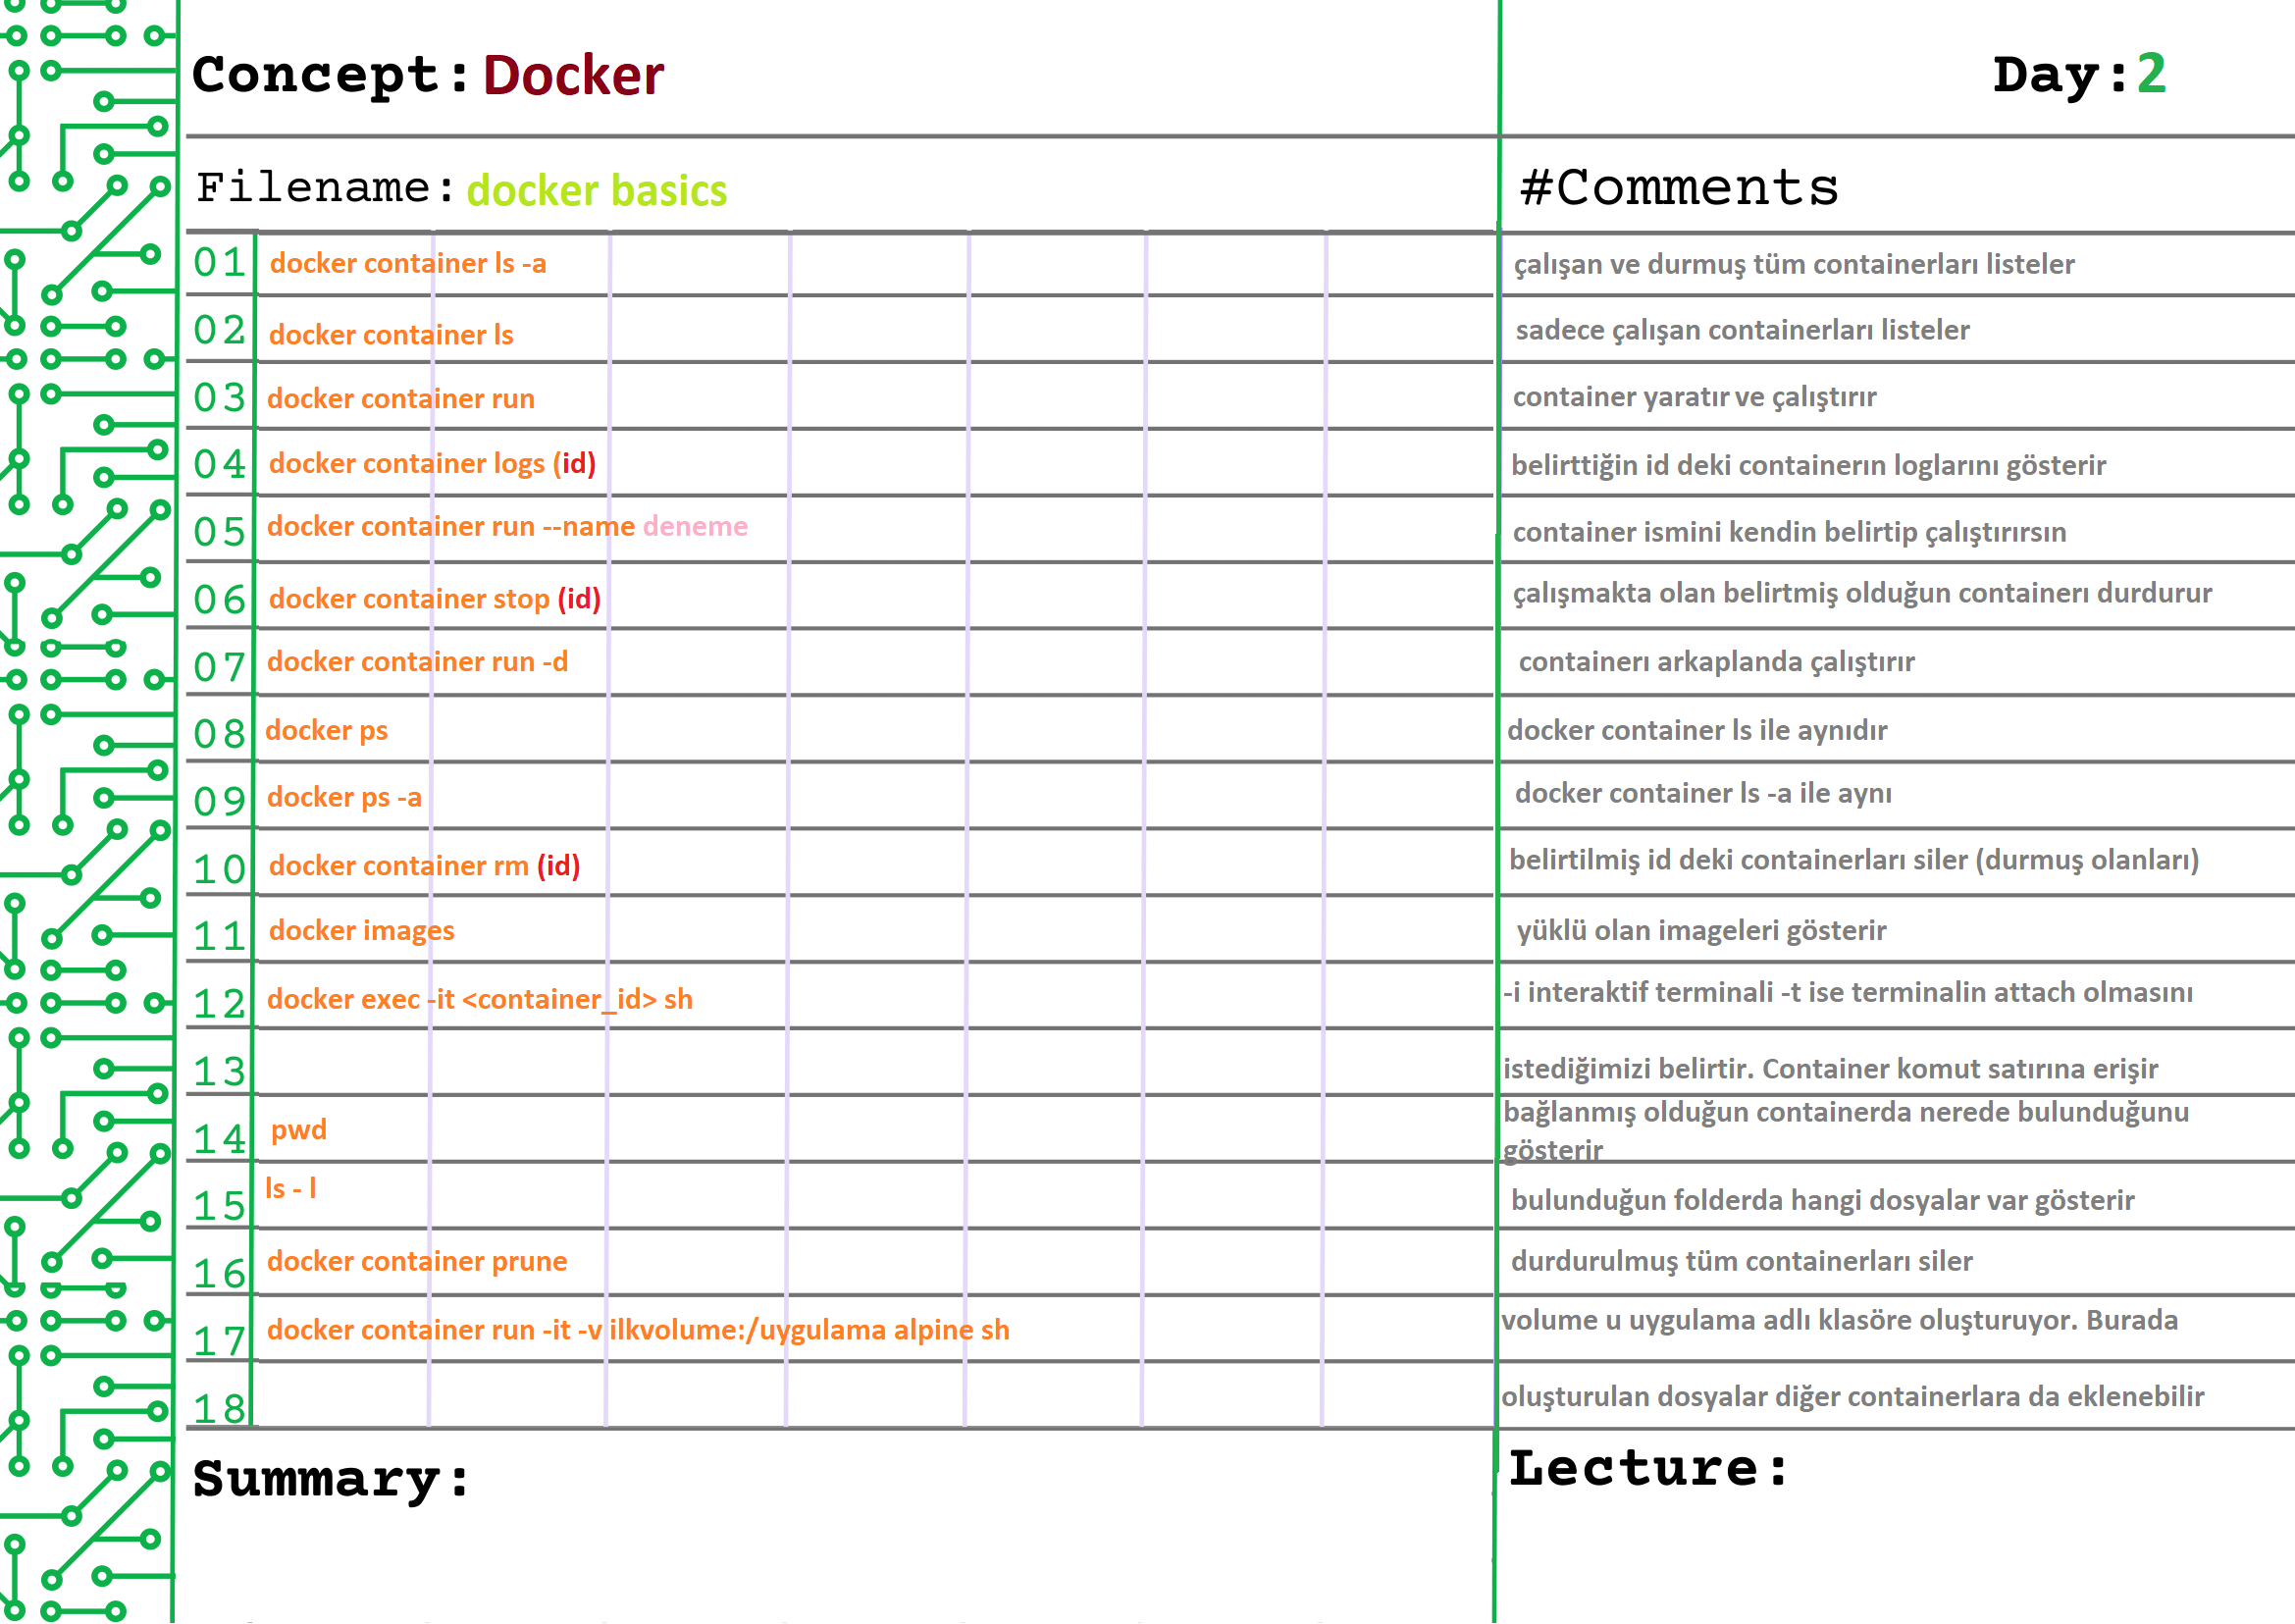 Concept: Docker
Day:2
Filename: docker basics
#Comments
01 docker container ls -a
çalışan ve durmuş tüm containerları listeler
02 docker container ls
sadece çalışan containerları listeler
03 docker container run
container yaratır ve çalıştırır
04 docker container logs (id)
belirttiğin id deki containerın loglarını gösterir
05 docker container run --name deneme
container ismini kendin belirtip çalıştırırsın
06 docker container stop (id)
çalışmakta olan belirtmiş olduğun containerı durdurur
07 docker container run -d
containerı arkaplanda çalıştırır
08 docker ps
docker container ls ile aynıdır
09 docker ps -a
docker container ls -a ile aynı
10 docker container rm (id)
belirtilmiş id deki containerları siler (durmuş olanları)
11 docker images
yüklü olan imageleri gösterir
12 docker exec -it <container_id> sh
-i interaktif terminali -t ise terminalin attach olmasını
13
istediğimizi belirtir. Container komut satırına erişir
14 pwd
bağlanmış olduğun containerda nerede bulunduğunu
gösterir
15 ls - l
bulunduğun folderda hangi dosyalar var gösterir
16 docker container prune
durdurulmuş tüm containerları siler
17 docker container run -it -v ilkvolume:/uygulama alpine sh
volume u uygulama adlı klasöre oluşturuyor. Burada
18
oluşturulan dosyalar diğer containerlara da eklenebilir
Summary:
Lecture: